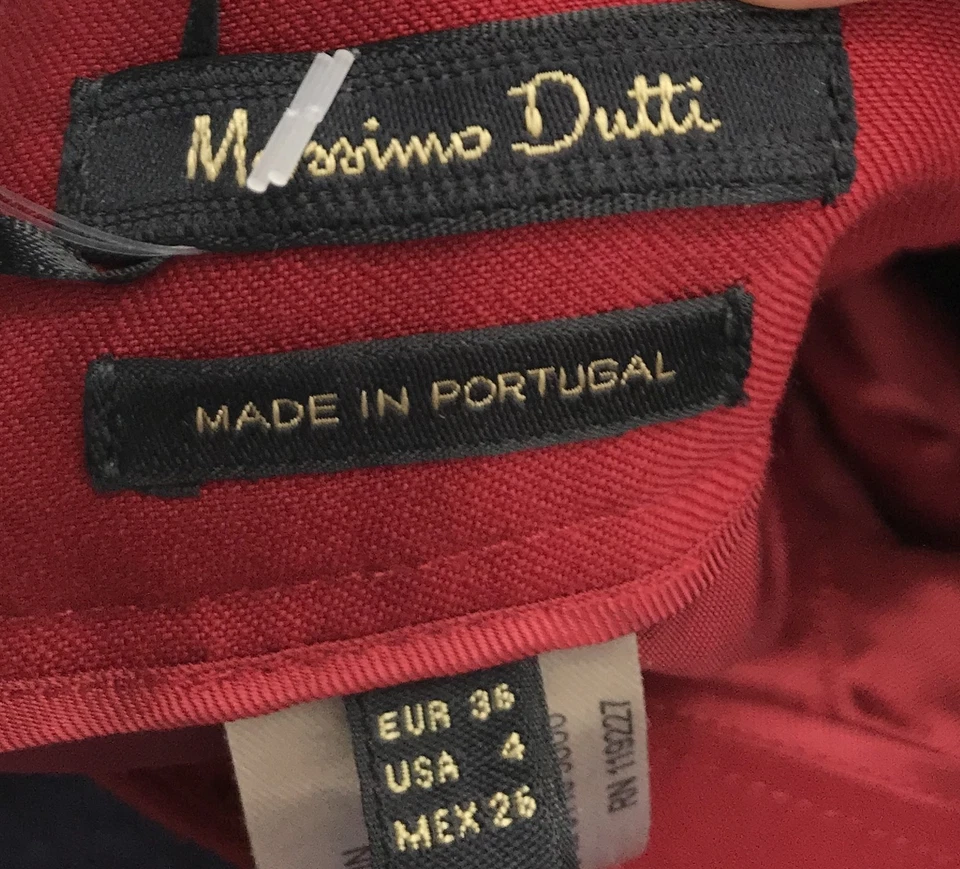 Massimo Dutti
MADE IN PORTUGAL
EUR 36
USA 4
MEX 26
RN 119227